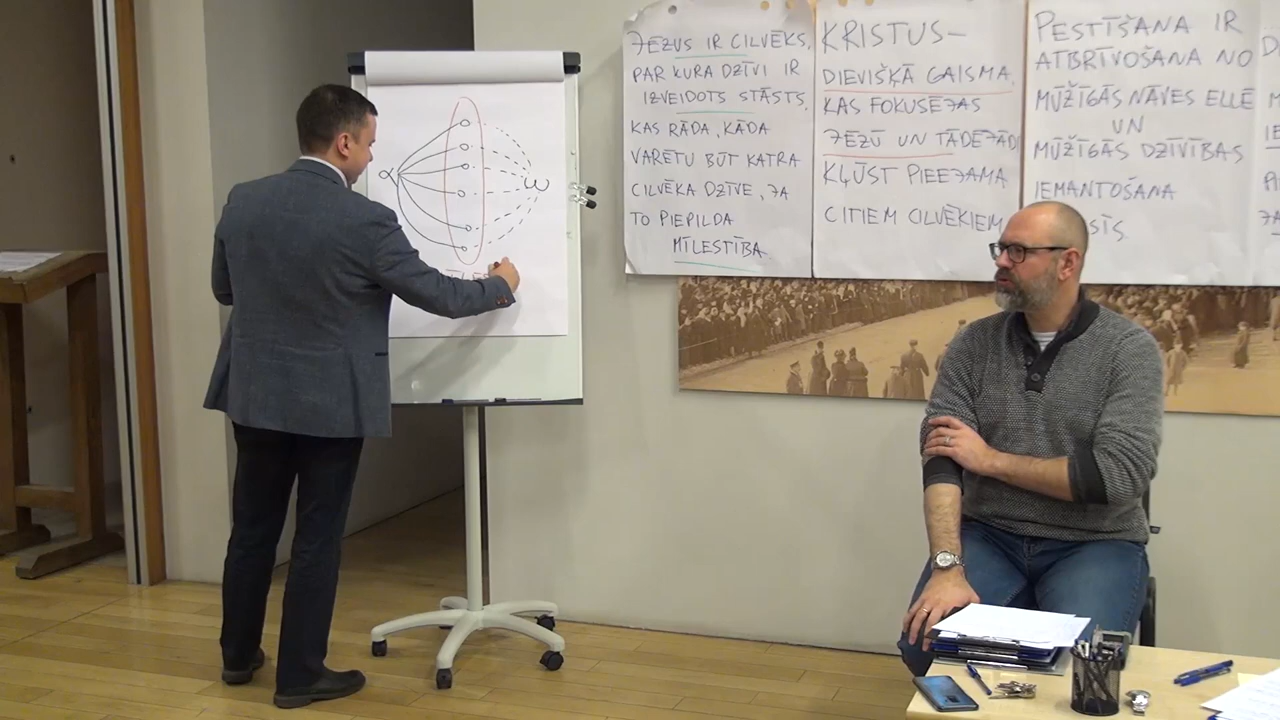 α
ω
JĒZUS IR CILVĒKS,
PAR KURA DZĪVI IR
IZVEIDOTS STĀSTS,
KAS RĀDA, KĀDA
VARĒTU BŪT KATRA
CILVĒKA DZĪVE, JA
TO PIEPILDA
MĪLESTĪBA.
KRISTUS –
DIEVIŠĶĀ GAISMA,
KAS FOKUSĒJAS
JĒZŪ UN TĀDEJĀDI
KĻŪST PIEEJAMA
CITIEM CILVĒKIEM
PESTĪŠANA IR
ATBRĪVOŠANA NO
MŪŽĪGĀS NĀVES ELLĒ
UN
MŪŽĪGĀS DZĪVĪBAS
IEMANTOŠANA